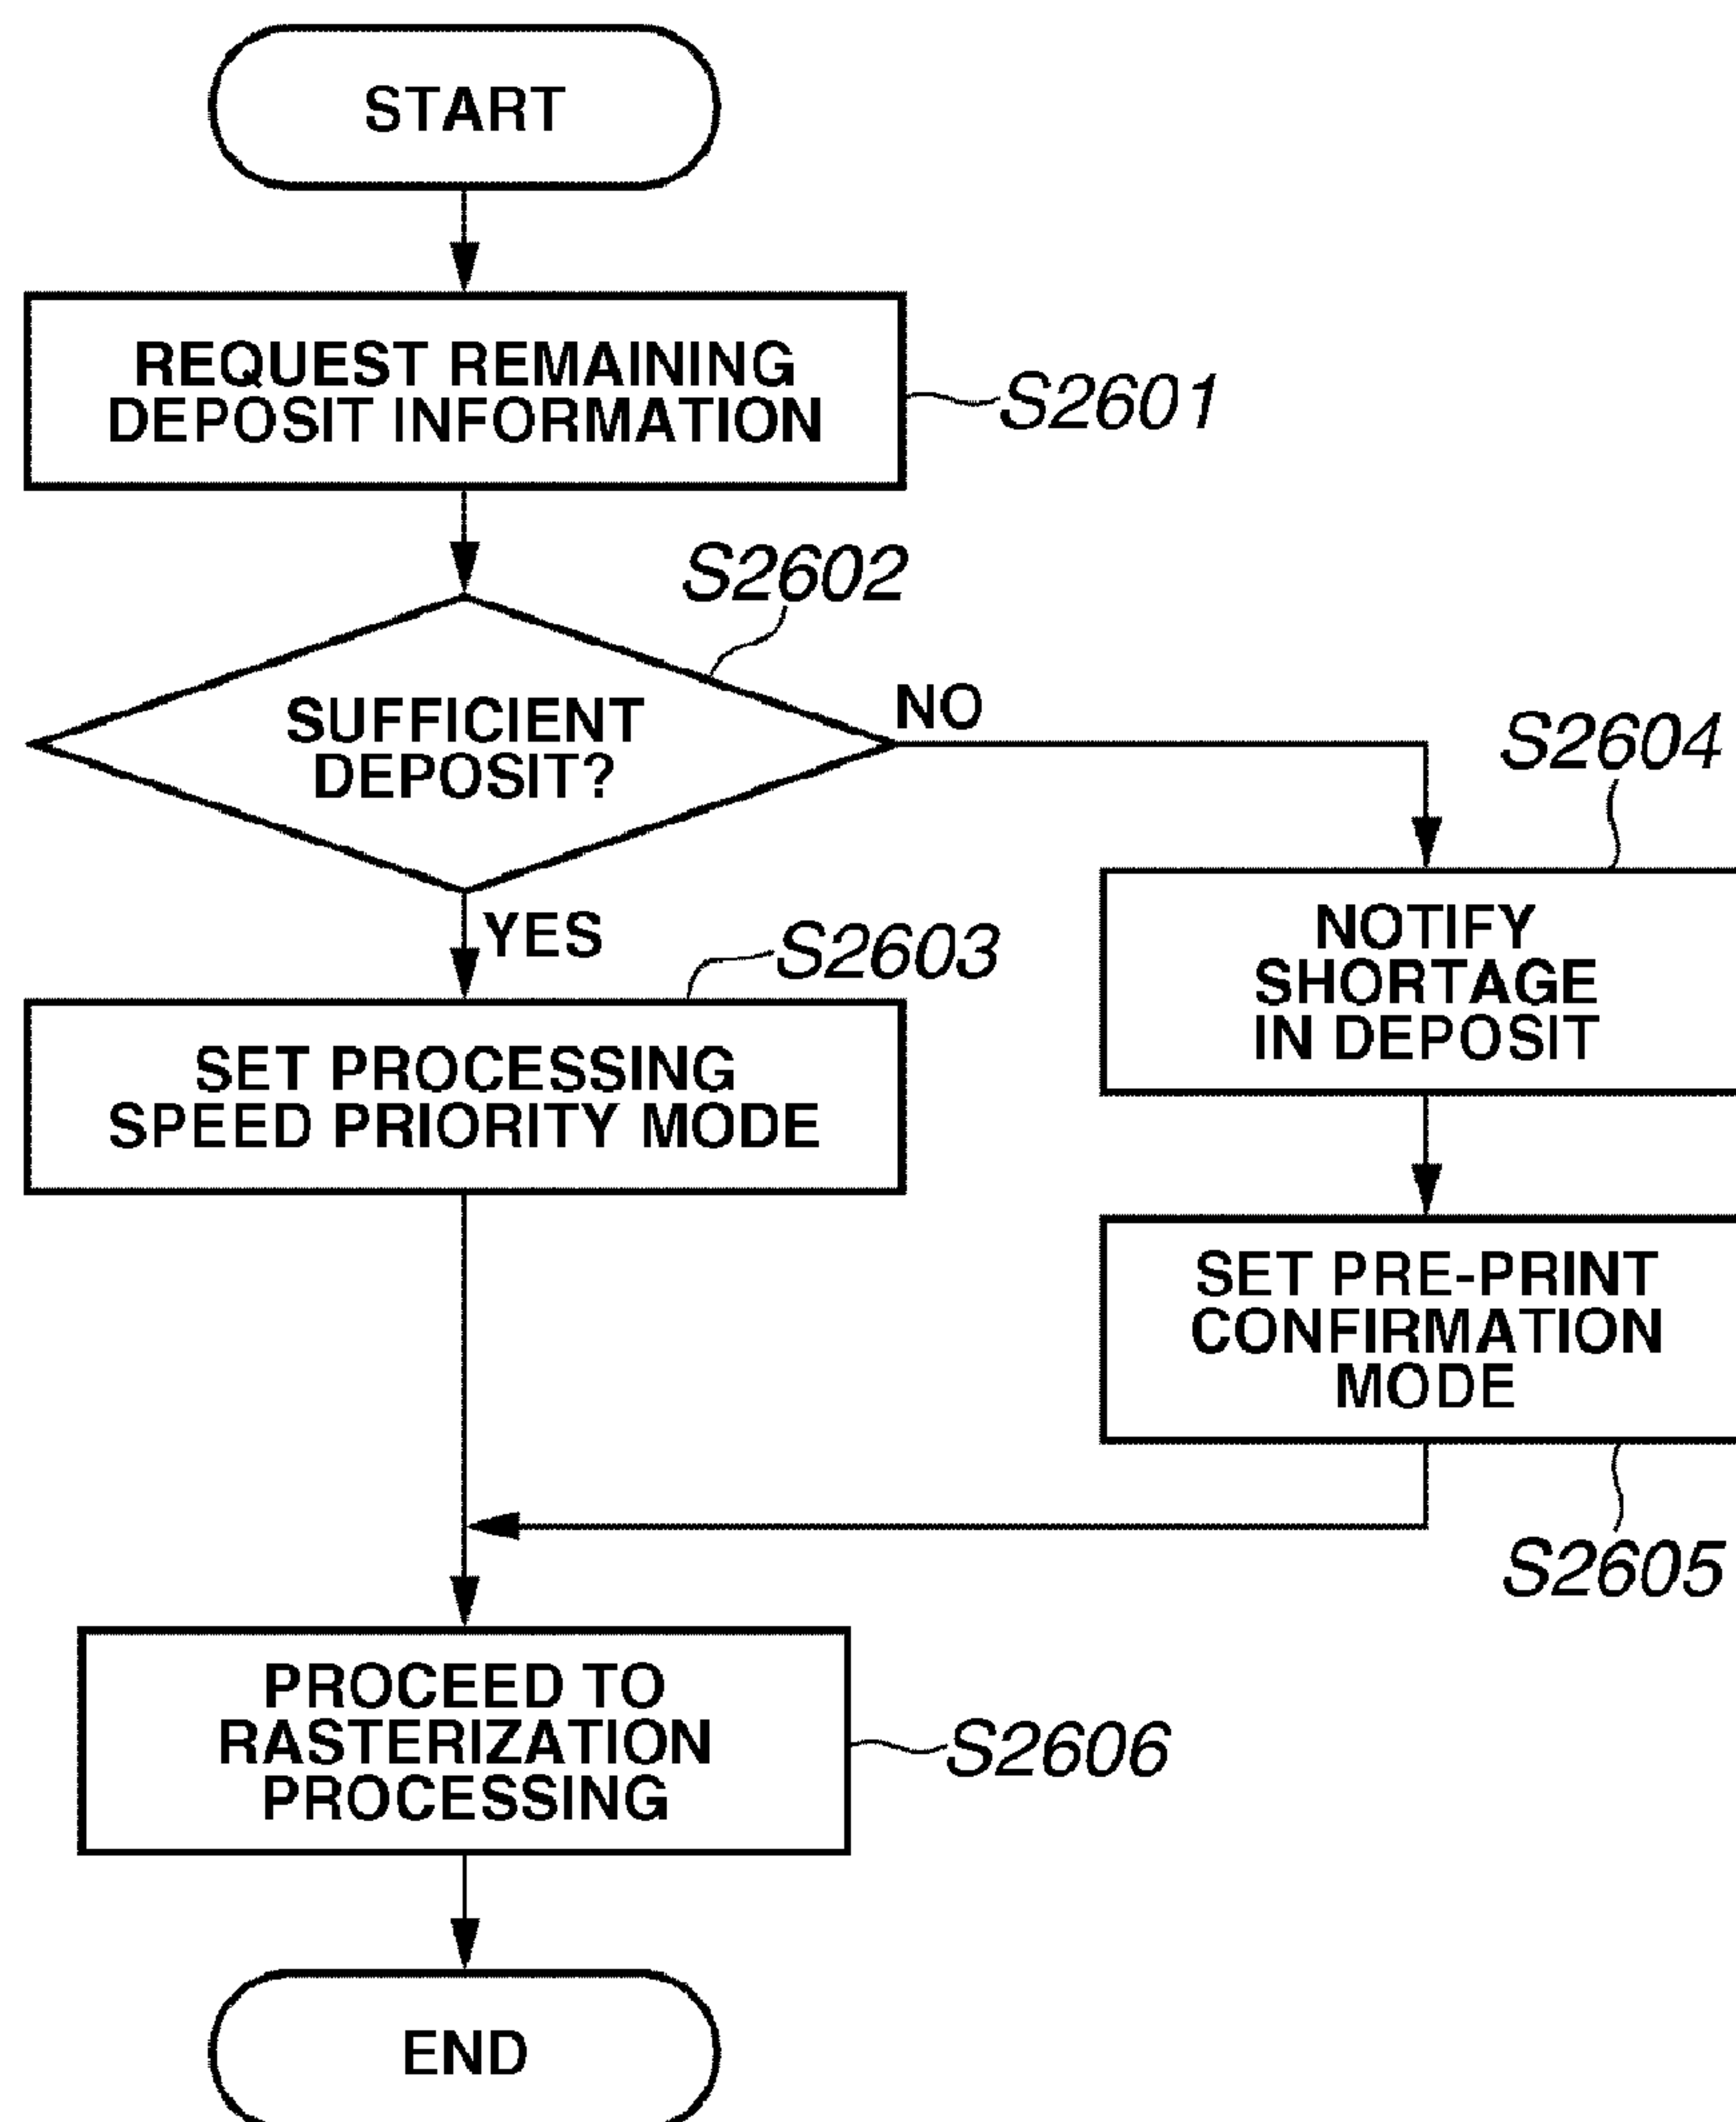 START
REQUEST REMAINING
DEPOSIT INFORMATION
S2601
S2602
SUFFICIENT
DEPOSIT?
NO
YES
S2603
SET PROCESSING
SPEED PRIORITY MODE
S2604
NOTIFY
SHORTAGE
IN DEPOSIT
SET PRE-PRINT
CONFIRMATION
MODE
S2605
PROCEED TO
RASTERIZATION
PROCESSING
S2606
END